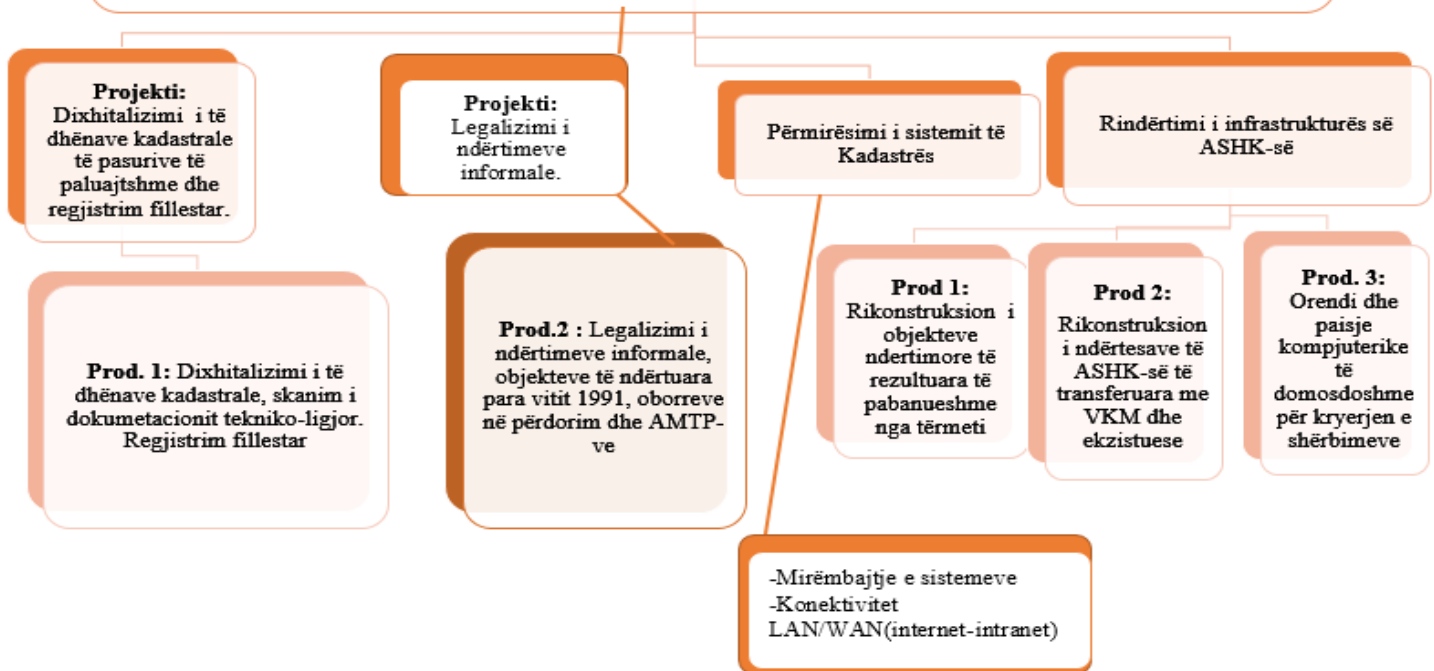 Projekti:
Dixhitalizimi i të
dhënave kadastrale
të pasurive të
paluajtshme dhe
regjistrim fillestar.
Projekti:
Legalizimi i
ndërtimeve
informale.
Përmirësimi i sistemit të
Kadastrës
Rindërtimi i infrastrukturës së
ASHK-së
Prod. 1: Dixhitalizimi i të
dhënave kadastrale, skanim i
dokumetacionit tekniko-ligjor.
Regjistrim fillestar
Prod.2 : Legalizimi i
ndërtimeve informale,
objekteve të ndërtuara
para vitit 1991, oborreve
në përdorim dhe AMTP-
ve
Prod 1:
Rikonstruksion i
objekteve
ndertimore të
rezultuara të
pabanueshme
nga tërmeti
Prod 2:
Rikonstruksion
i ndërtesave të
ASHK-së të
transferuara me
VKM dhe
ekzistuese
Prod. 3:
Orendi dhe
paisje
kompjuterike
të
domosdoshme
për kryerjen e
shërbimeve
-Mirëmbajtje e sistemeve
-Konektivitet
LAN/WAN(internet-intranet)